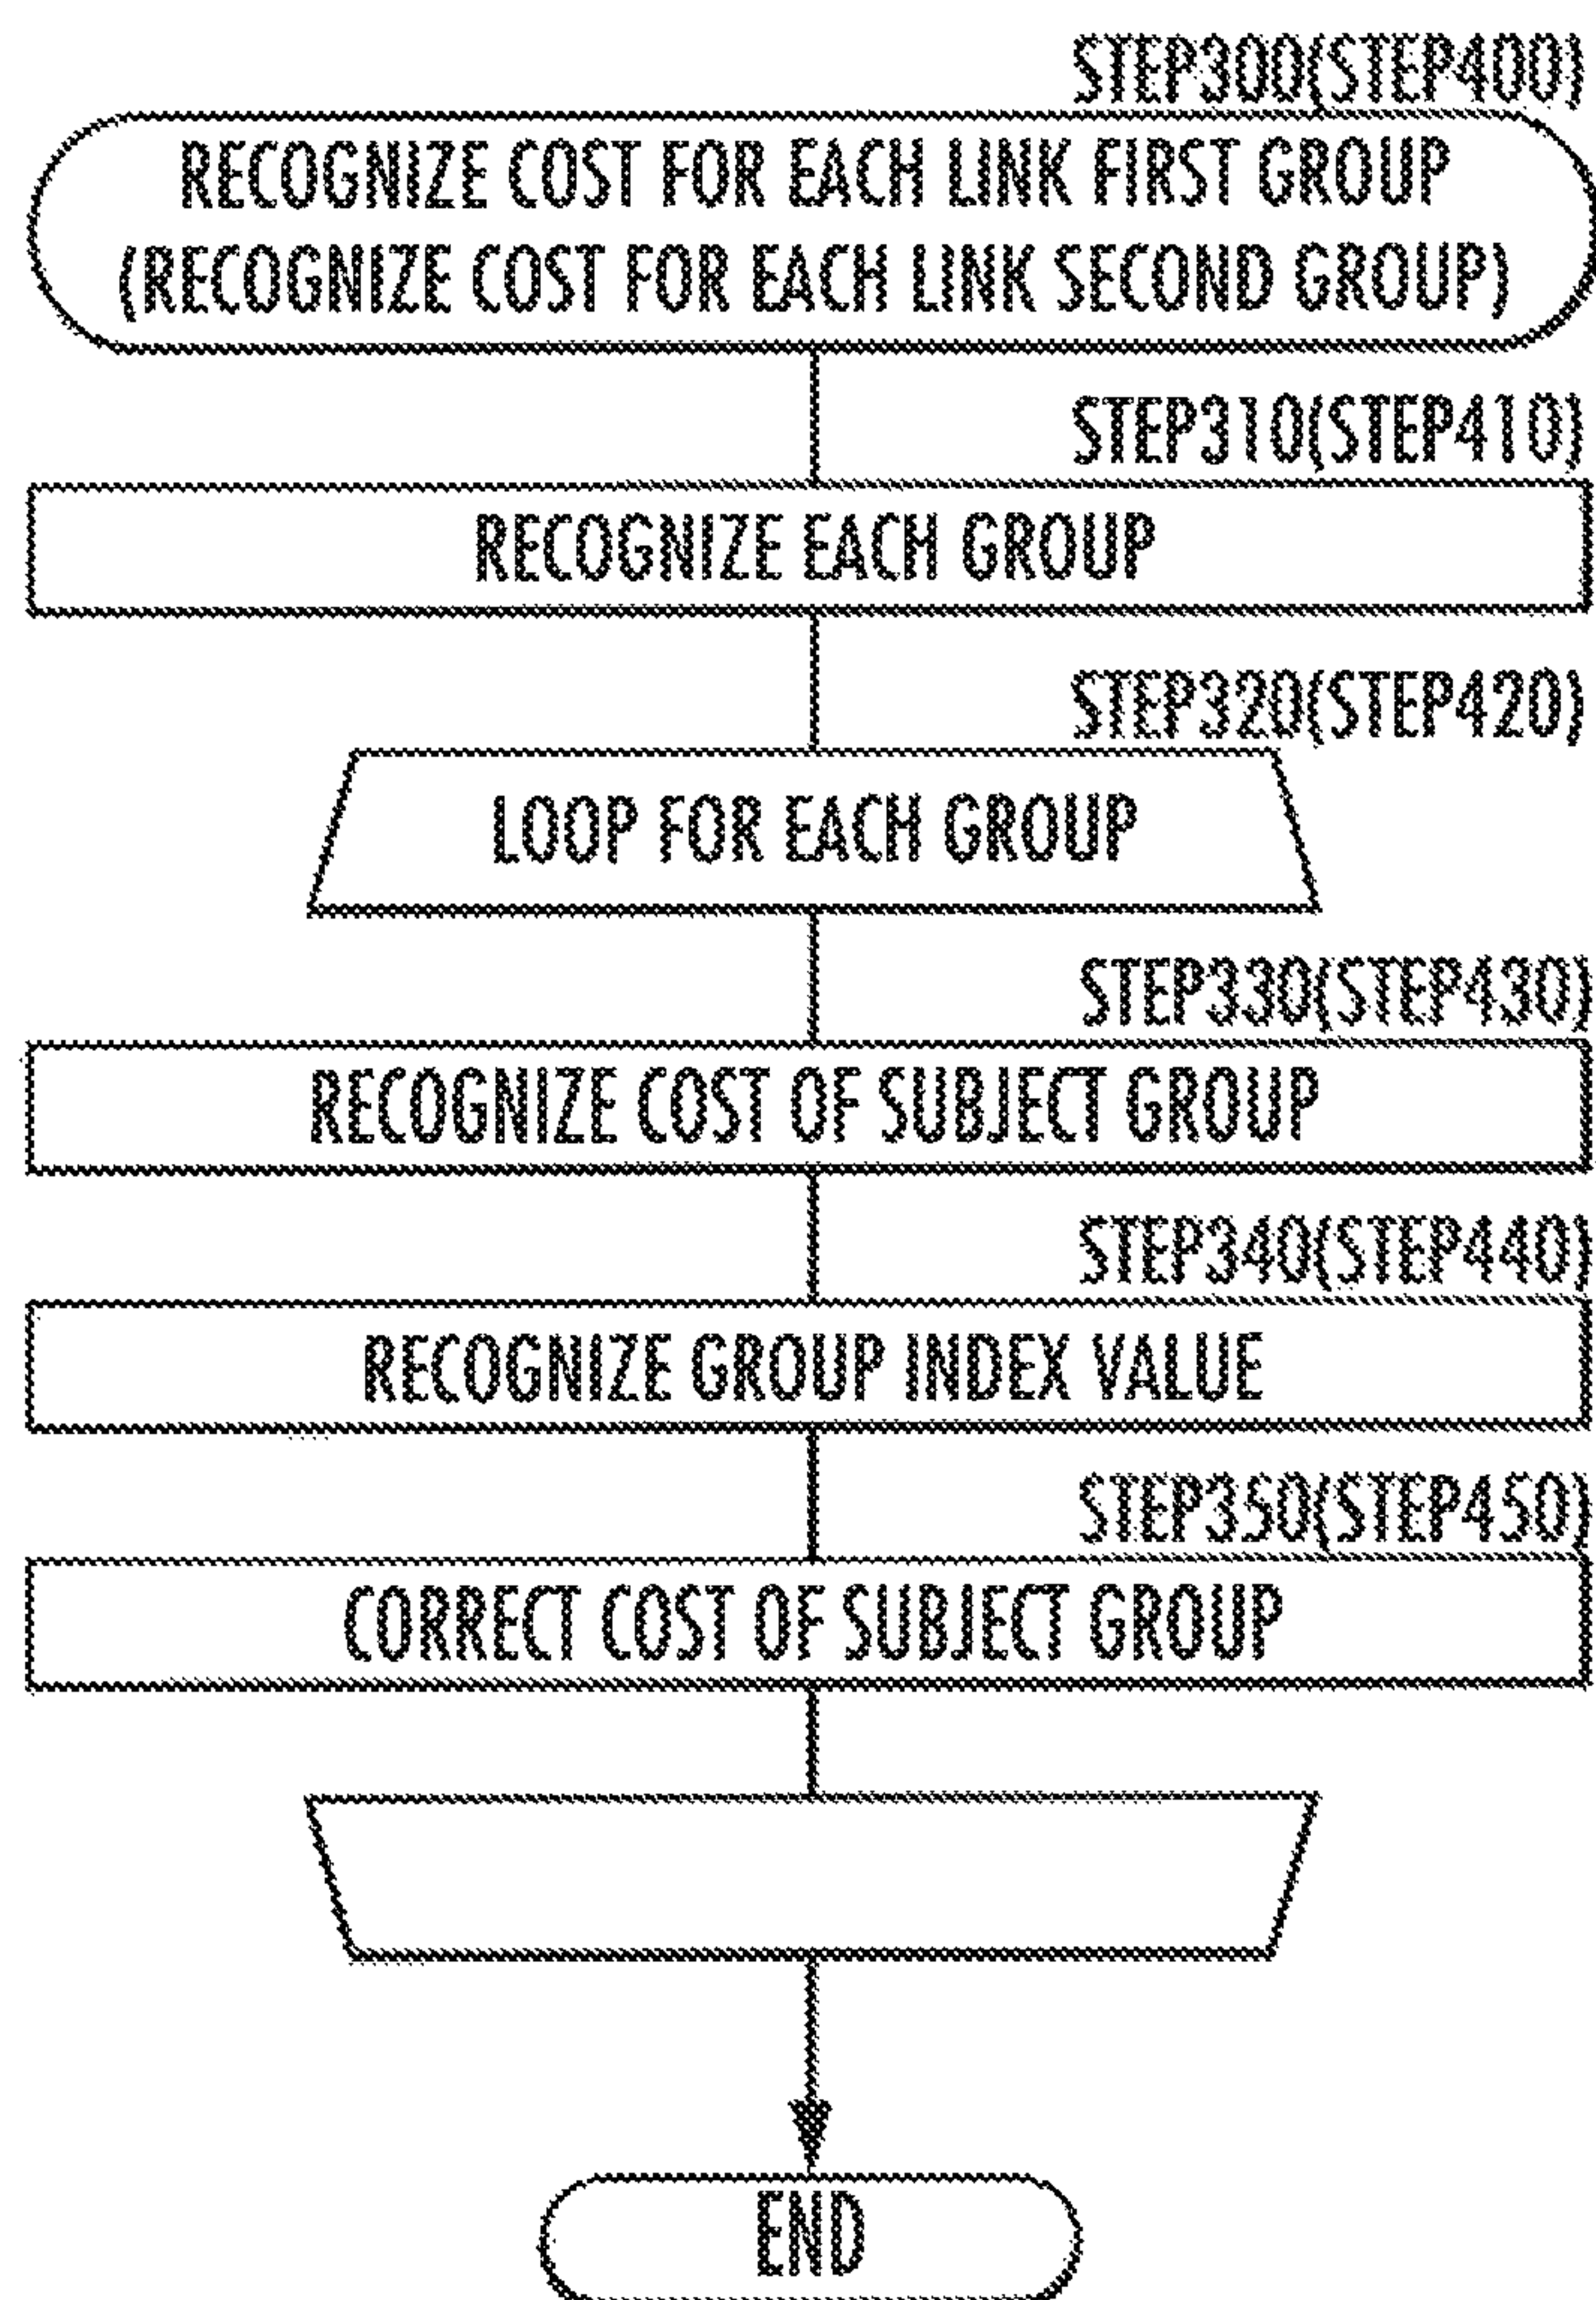 STEP300(STEP400)
RECOGNIZE COST FOR EACH LINK FIRST GROUP
(RECOGNIZE COST FOR EACH LINK SECOND GROUP)
STEP310(STEP410)
RECOGNIZE EACH GROUP
STEP320(STEP420)
LOOP FOR EACH GROUP
STEP330(STEP430)
RECOGNIZE COST OF SUBJECT GROUP
STEP340(STEP440)
RECOGNIZE GROUP INDEX VALUE
STEP350(STEP450)
CORRECT COST OF SUBJECT GROUP
END